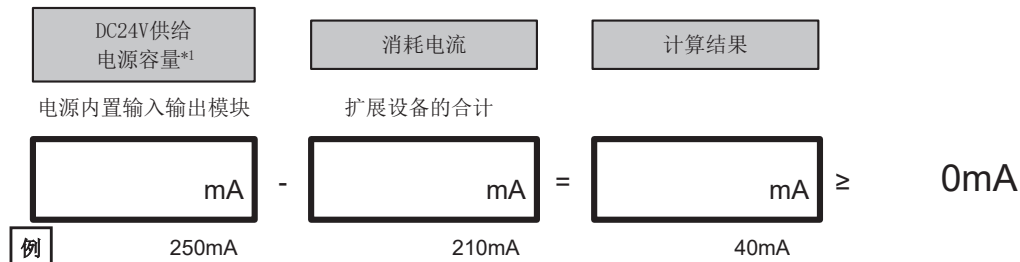 DC24V供给
电源容量*1
消耗电流
计算结果
电源内置输入输出模块
扩展设备的合计
mA - mA = mA ≥ 0mA
例 250mA 210mA 40mA